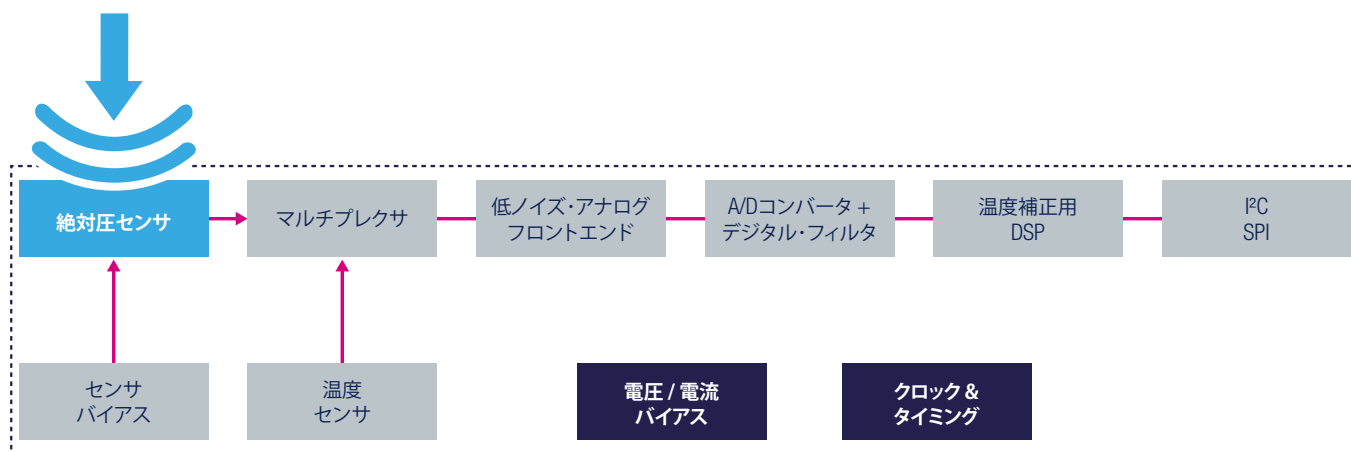 絶対圧センサ
マルチプレクサ
低ノイズ・アナログ
フロントエンド
A/Dコンバータ +
デジタル・フィルタ
温度補正用
DSP
I²C
SPI
センサ
バイアス
温度
センサ
電圧 / 電流
バイアス
クロック &
タイミング